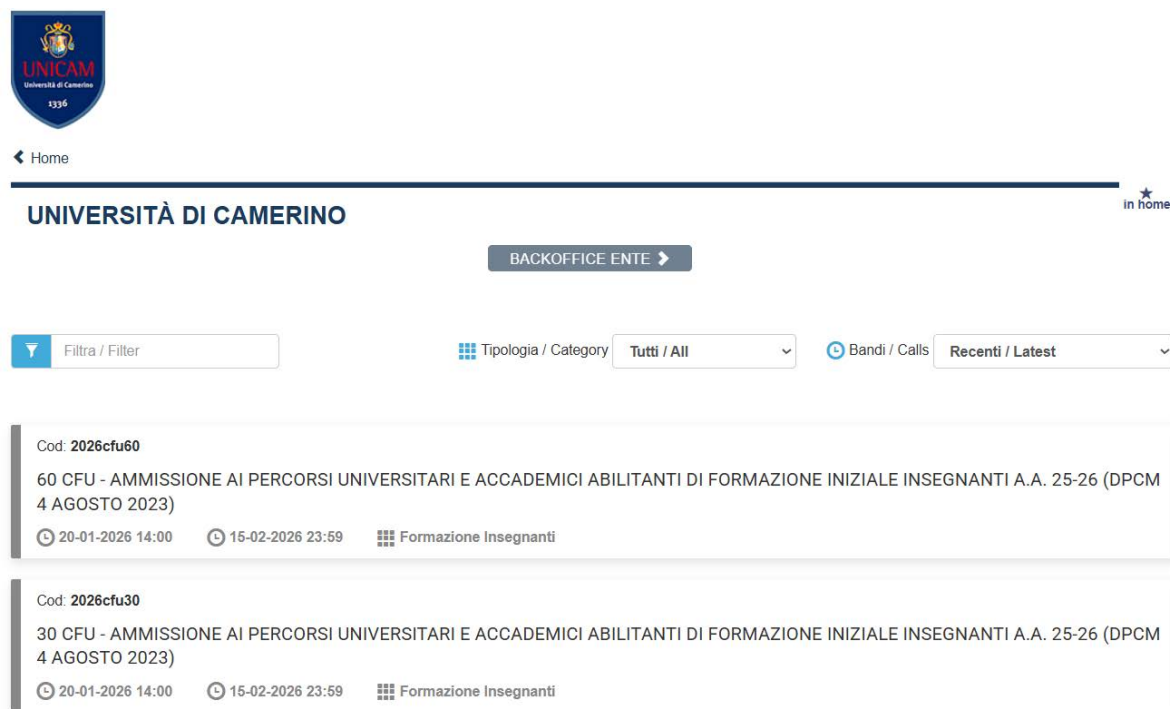 UNICAM
Università di Camerino
1336
Home
in home
UNIVERSITÀ DI CAMERINO
BACKOFFICE ENTE
Filtra / Filter
Tipologia / Category
Tutti / All
Bandi / Calls
Recenti / Latest
Cod: 2026cfu60
60 CFU - AMMISSIONE AI PERCORSI UNIVERSITARI E ACCADEMICI ABILITANTI DI FORMAZIONE INIZIALE INSEGNANTI A.A. 25-26 (DPCM
4 AGOSTO 2023)
20-01-2026 14:00 15-02-2026 23:59 Formazione Insegnanti
Cod: 2026cfu30
30 CFU - AMMISSIONE AI PERCORSI UNIVERSITARI E ACCADEMICI ABILITANTI DI FORMAZIONE INIZIALE INSEGNANTI A.A. 25-26 (DPCM
4 AGOSTO 2023)
20-01-2026 14:00 15-02-2026 23:59 Formazione Insegnanti